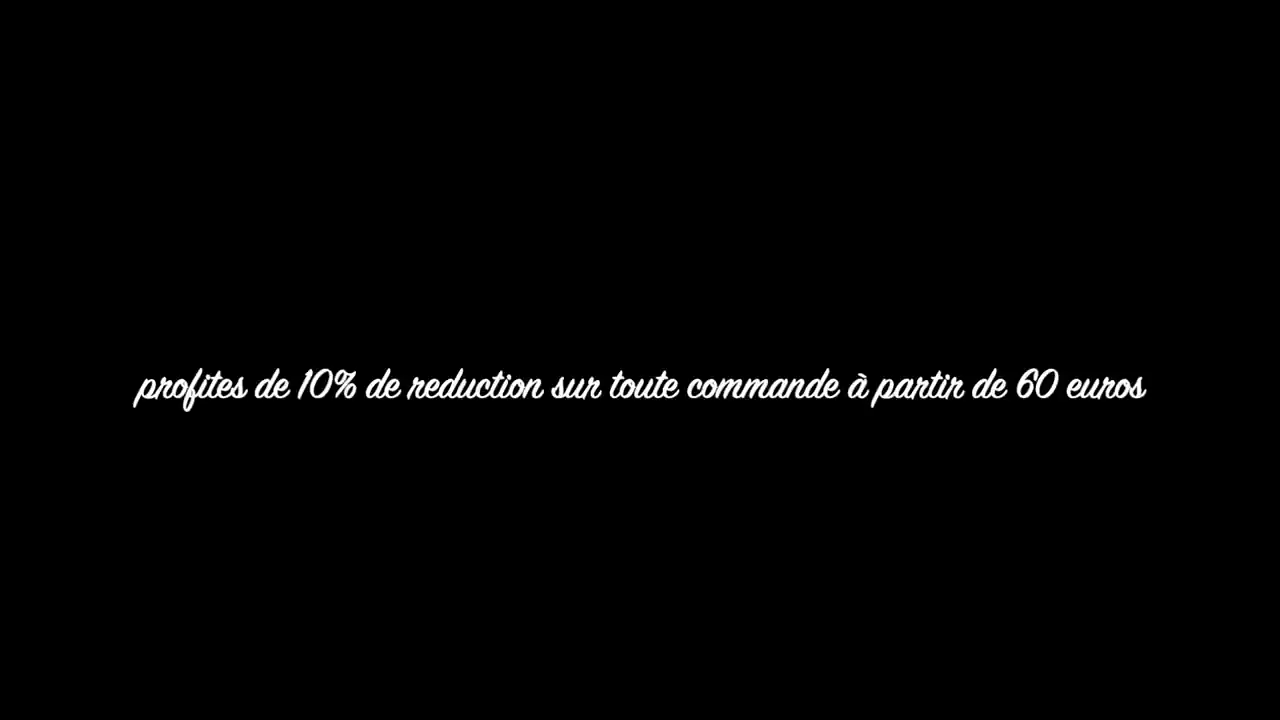 profites de 10% de reduction sur toute commande à partir de 60 euros